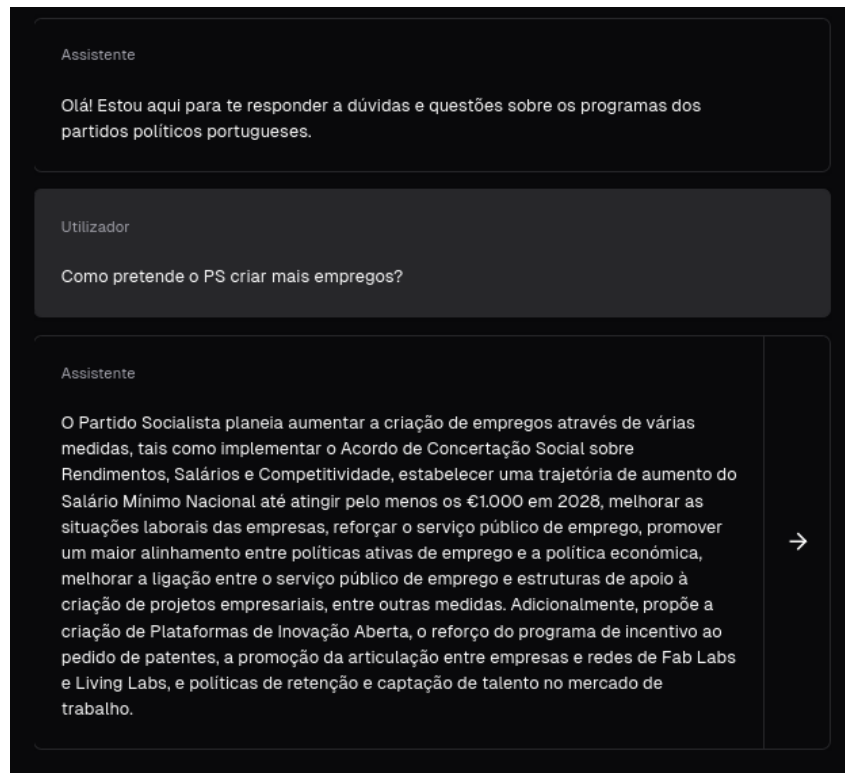 Assistente
Olá! Estou aqui para te responder a dúvidas e questões sobre os programas dos
partidos políticos portugueses.
Utilizador
Como pretende o PS criar mais empregos?
Assistente
O Partido Socialista planeia aumentar a criação de empregos através de várias
medidas, tais como implementar o Acordo de Concertação Social sobre
Rendimentos, Salários e Competitividade, estabelecer uma trajetória de aumento do
Salário Mínimo Nacional até atingir pelo menos os €1.000 em 2028, melhorar as
situações laborais das empresas, reforçar o serviço público de emprego, promover
um maior alinhamento entre políticas ativas de emprego e a política económica,
melhorar a ligação entre o serviço público de emprego e estruturas de apoio à
criação de projetos empresariais, entre outras medidas. Adicionalmente, propõe a
criação de Plataformas de Inovação Aberta, o reforço do programa de incentivo ao
pedido de patentes, a promoção da articulação entre empresas e redes de Fab Labs
e Living Labs, e políticas de retenção e captação de talento no mercado de
trabalho.